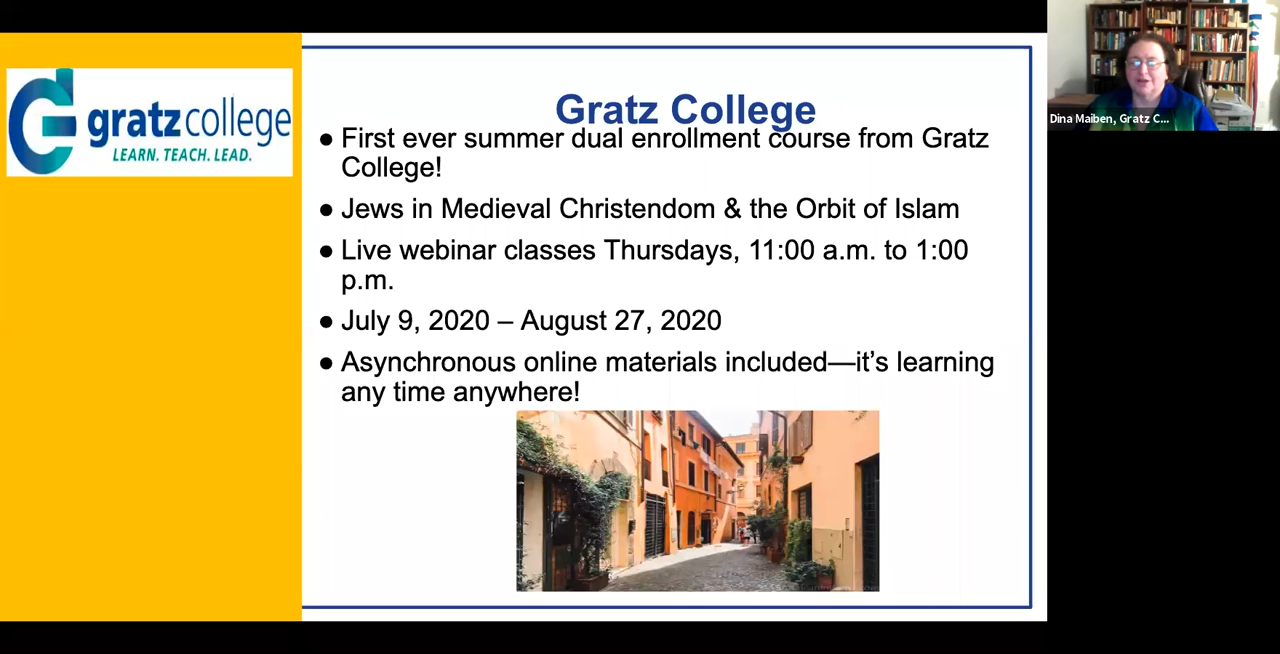 gratzcollege
LEARN. TEACH. LEAD.
Gratz College
● First ever summer dual enrollment course from Gratz
College!
● Jews in Medieval Christendom & the Orbit of Islam
● Live webinar classes Thursdays, 11:00 a.m. to 1:00
p.m.
● July 9, 2020 – August 27, 2020
● Asynchronous online materials included—it’s learning
any time anywhere!
Dina Maiben, Gratz C...